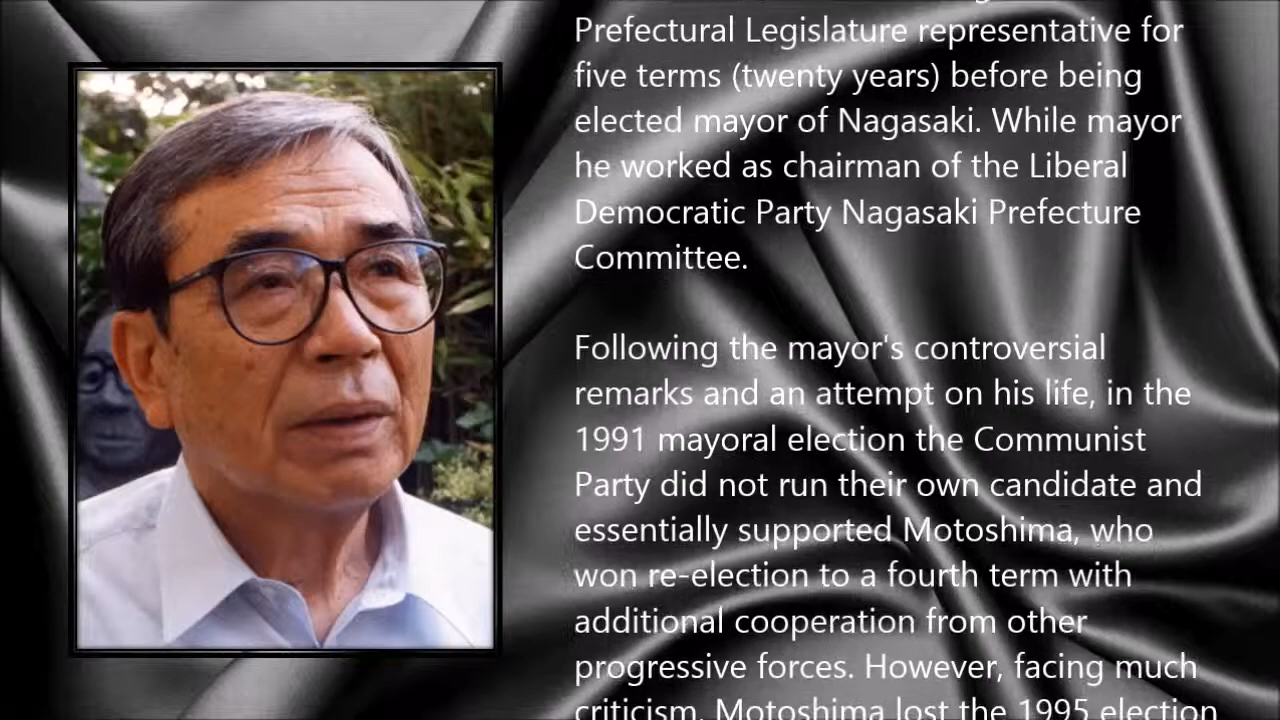 Prefectural Legislature representative for
five terms (twenty years) before being
elected mayor of Nagasaki. While mayor
he worked as chairman of the Liberal
Democratic Party Nagasaki Prefecture
Committee.
Following the mayor's controversial
remarks and an attempt on his life, in the
1991 mayoral election the Communist
Party did not run their own candidate and
essentially supported Motoshima, who
won re-election to a fourth term with
additional cooperation from other
progressive forces. However, facing much
criticism, Motoshima lost the 1995 election